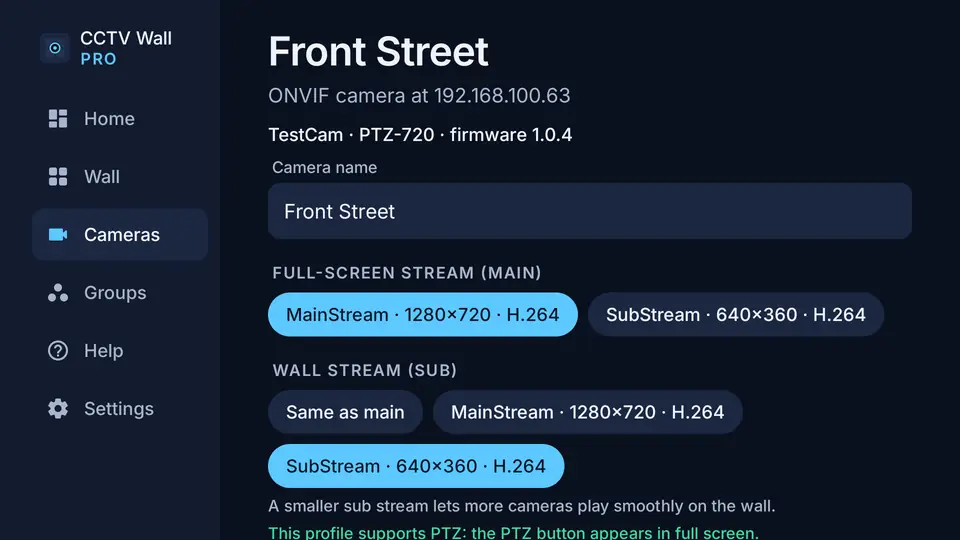 CCTV Wall
PRO
Home
Wall
Cameras
Groups
Help
Settings
Front Street
ONVIF camera at 192.168.100.63
TestCam · PTZ-720 · firmware 1.0.4
Camera name
Front Street
FULL-SCREEN STREAM (MAIN)
MainStream · 1280×720 · H.264
SubStream · 640×360 · H.264
WALL STREAM (SUB)
Same as main
MainStream · 1280×720 · H.264
SubStream · 640×360 · H.264
A smaller sub stream lets more cameras play smoothly on the wall.
This profile supports PTZ: the PTZ button appears in full screen.